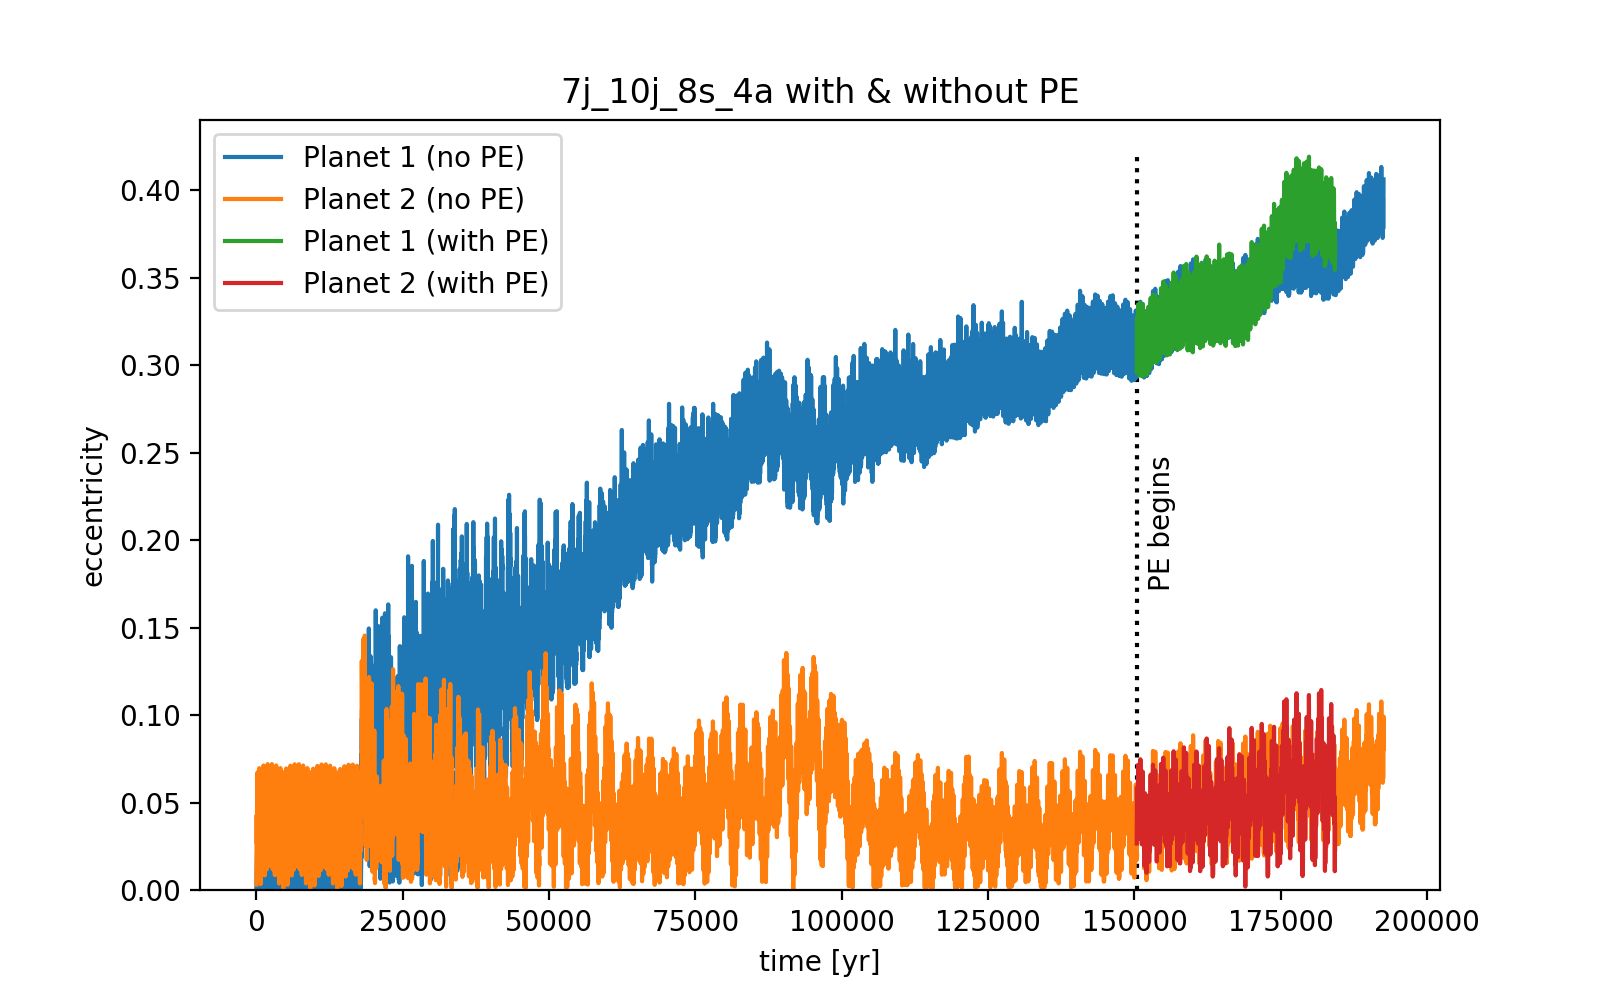 7j_10j_8s_4a with & without PE
Planet 1 (no PE)
Planet 2 (no PE)
Planet 1 (with PE)
Planet 2 (with PE)
0.40
0.35
0.30
0.25
0.20
0.15
0.10
0.05
0.00
eccentricity
PE begins
0
25000
50000
75000
100000
125000
150000
175000
200000
time [yr]